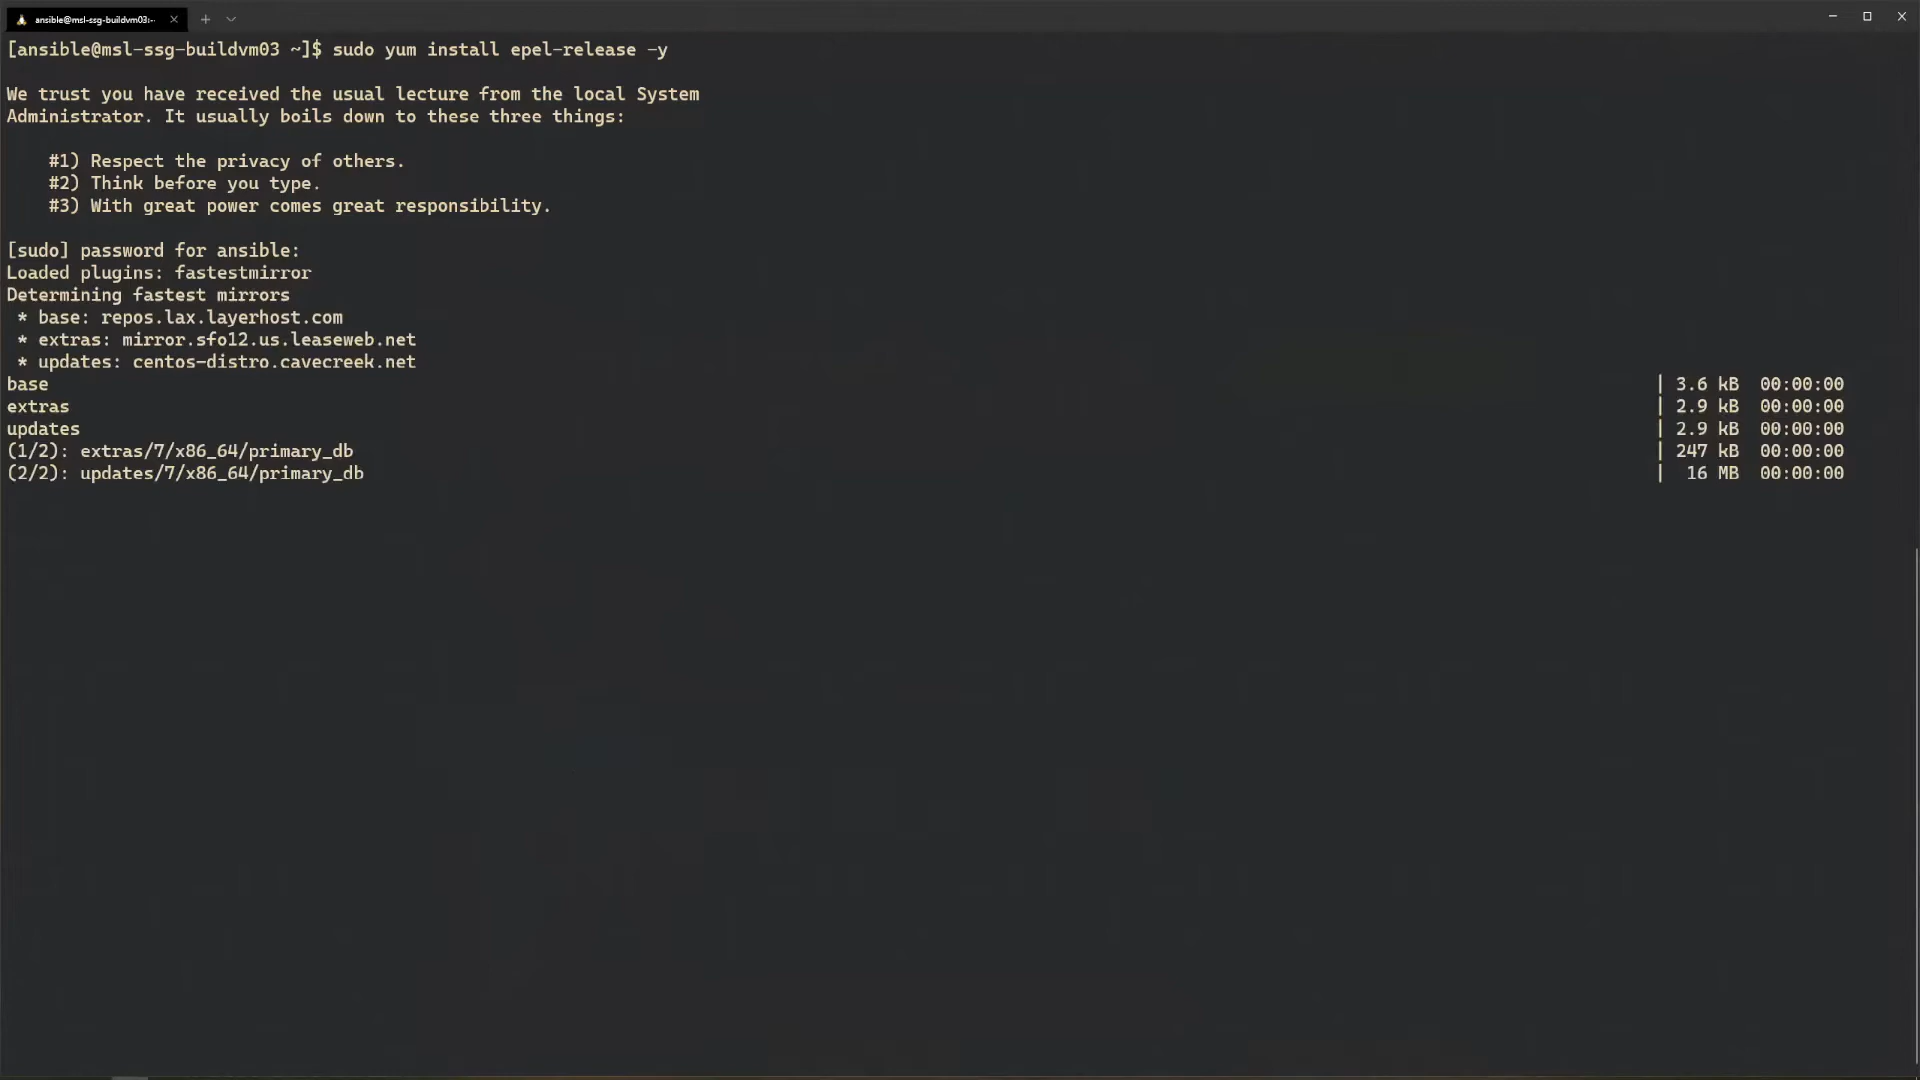 ansible@msl-ssg-buildvm03:~
[ansible@msl-ssg-buildvm03 ~]$ sudo yum install epel-release -y
We trust you have received the usual lecture from the local System
Administrator. It usually boils down to these three things:
#1) Respect the privacy of others.
#2) Think before you type.
#3) With great power comes great responsibility.
[sudo] password for ansible:
Loaded plugins: fastestmirror
Determining fastest mirrors
* base: repos.lax.layerhost.com
* extras: mirror.sfo12.us.leaseweb.net
* updates: centos-distro.cavecreek.net
base | 3.6 kB 00:00:00
extras | 2.9 kB 00:00:00
updates | 2.9 kB 00:00:00
(1/2): extras/7/x86_64/primary_db | 247 kB 00:00:00
(2/2): updates/7/x86_64/primary_db | 16 MB 00:00:00